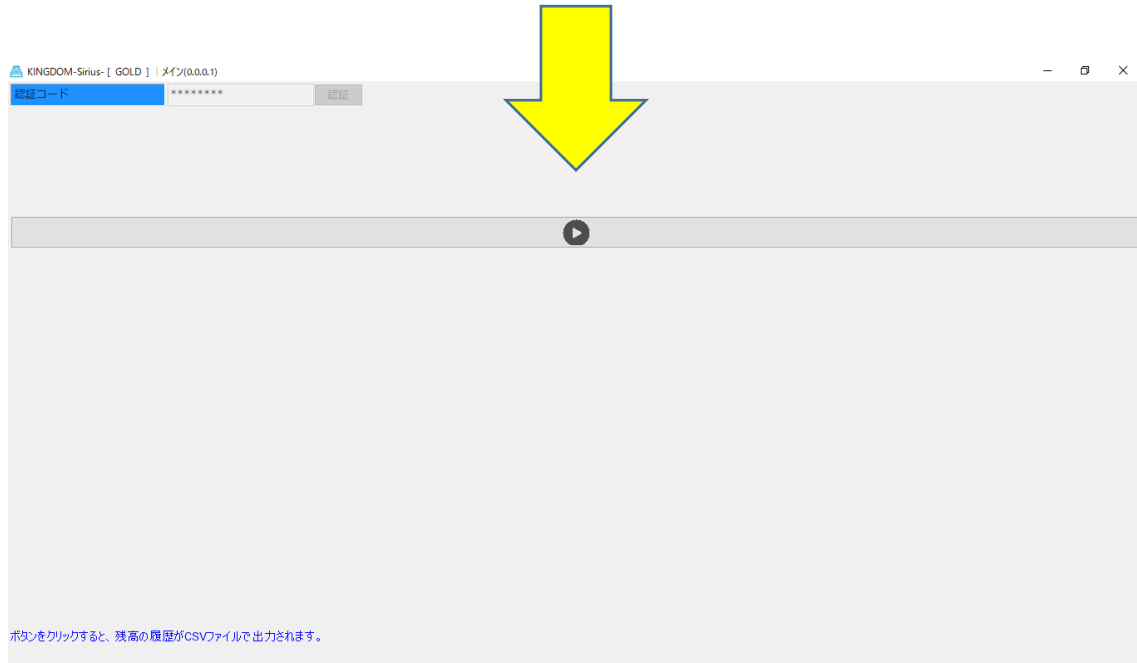 KINGDOM-Sirius- [ GOLD ] | メイン(0.0.0.1)
認証コード ******** 認証
ボタンをクリックすると、残高の履歴がCSVファイルで出力されます。